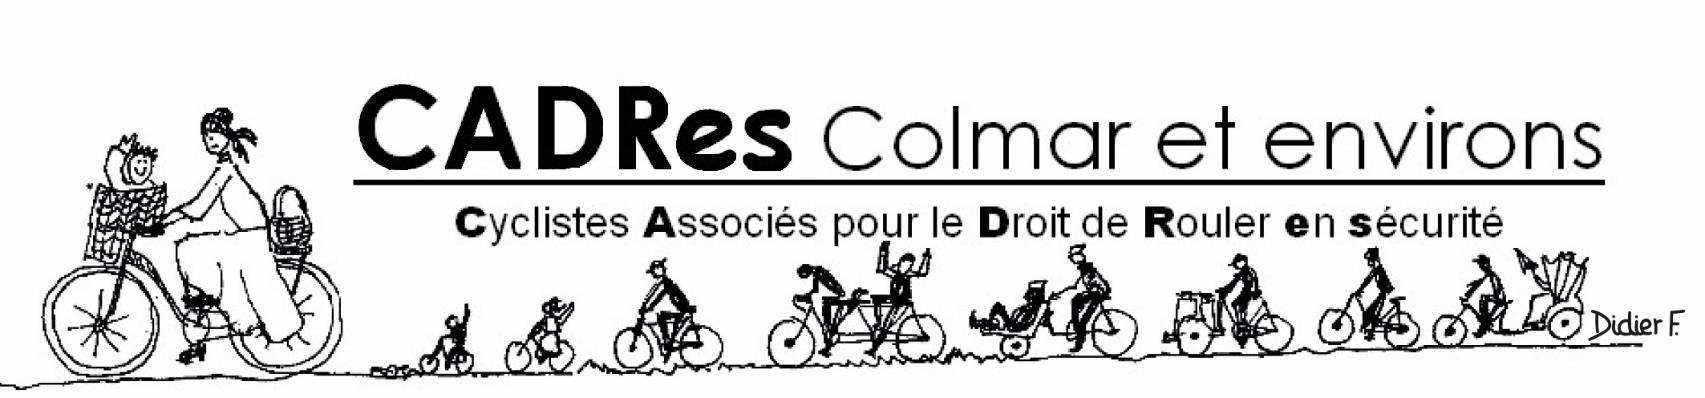 CADRes Colmar et environs
Cyclistes Associés pour le Droit de Rouler en sécurité
Didier F.